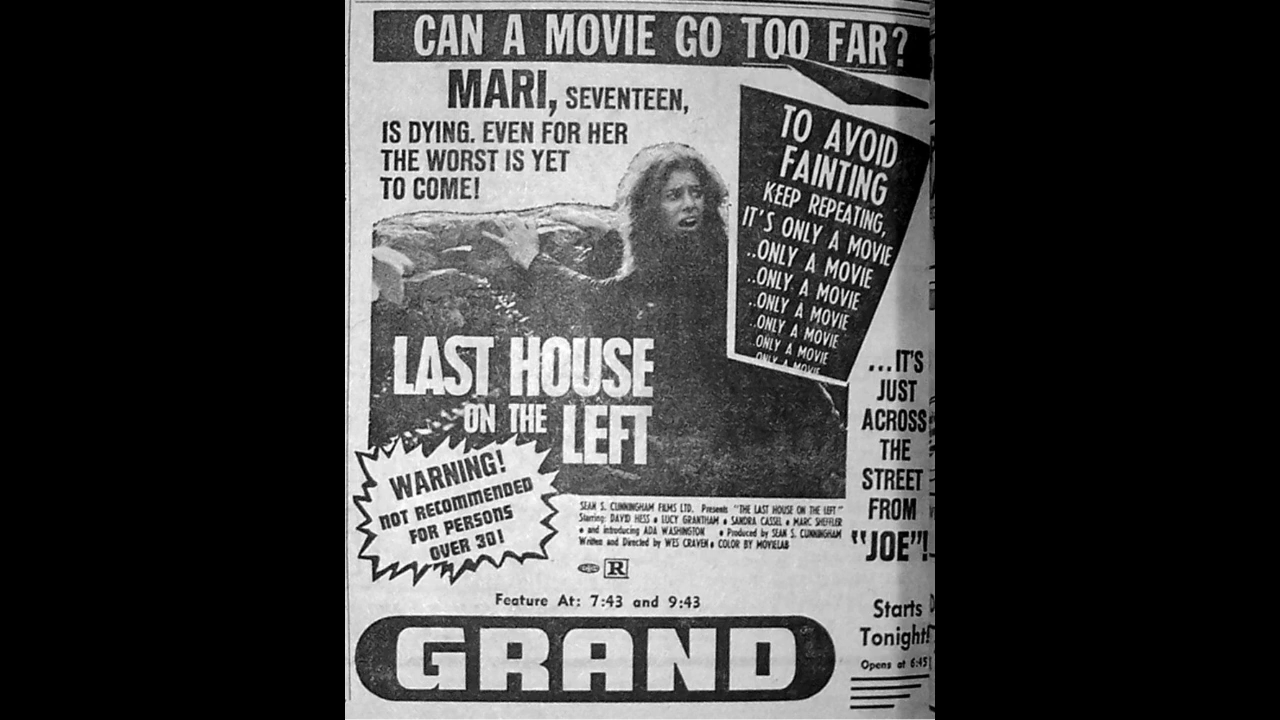 CAN A MOVIE GO TOO FAR?
MARI, SEVENTEEN,
IS DYING. EVEN FOR HER
THE WORST IS YET
TO COME!
TO AVOID
FAINTING
KEEP REPEATING,
IT'S ONLY A MOVIE
..ONLY A MOVIE
..ONLY A MOVIE
..ONLY A MOVIE
..ONLY A MOVIE
ONLY A MOVIE
ONLY A MOVIE
LAST HOUSE
ON THE LEFT
...IT'S
JUST
ACROSS
THE
STREET
FROM
"JOE"!
WARNING!
NOT RECOMMENDED
FOR PERSONS
OVER 30!
SEAN S. CUNNINGHAM FILMS LTD. Presents "THE LAST HOUSE ON THE LEFT"
Starring: DAVID HESS • LUCY GRANTHAM • SANDRA CASSEL • MARC SHEFFLER
• and introducing ADA WASHINGTON • Produced by SEAN S. CUNNINGHAM
Written and Directed by WES CRAVEN • COLOR BY MOVIELAB
R
Feature At: 7:43 and 9:43
GRAND
Starts
Tonight!
Opens at 6:45